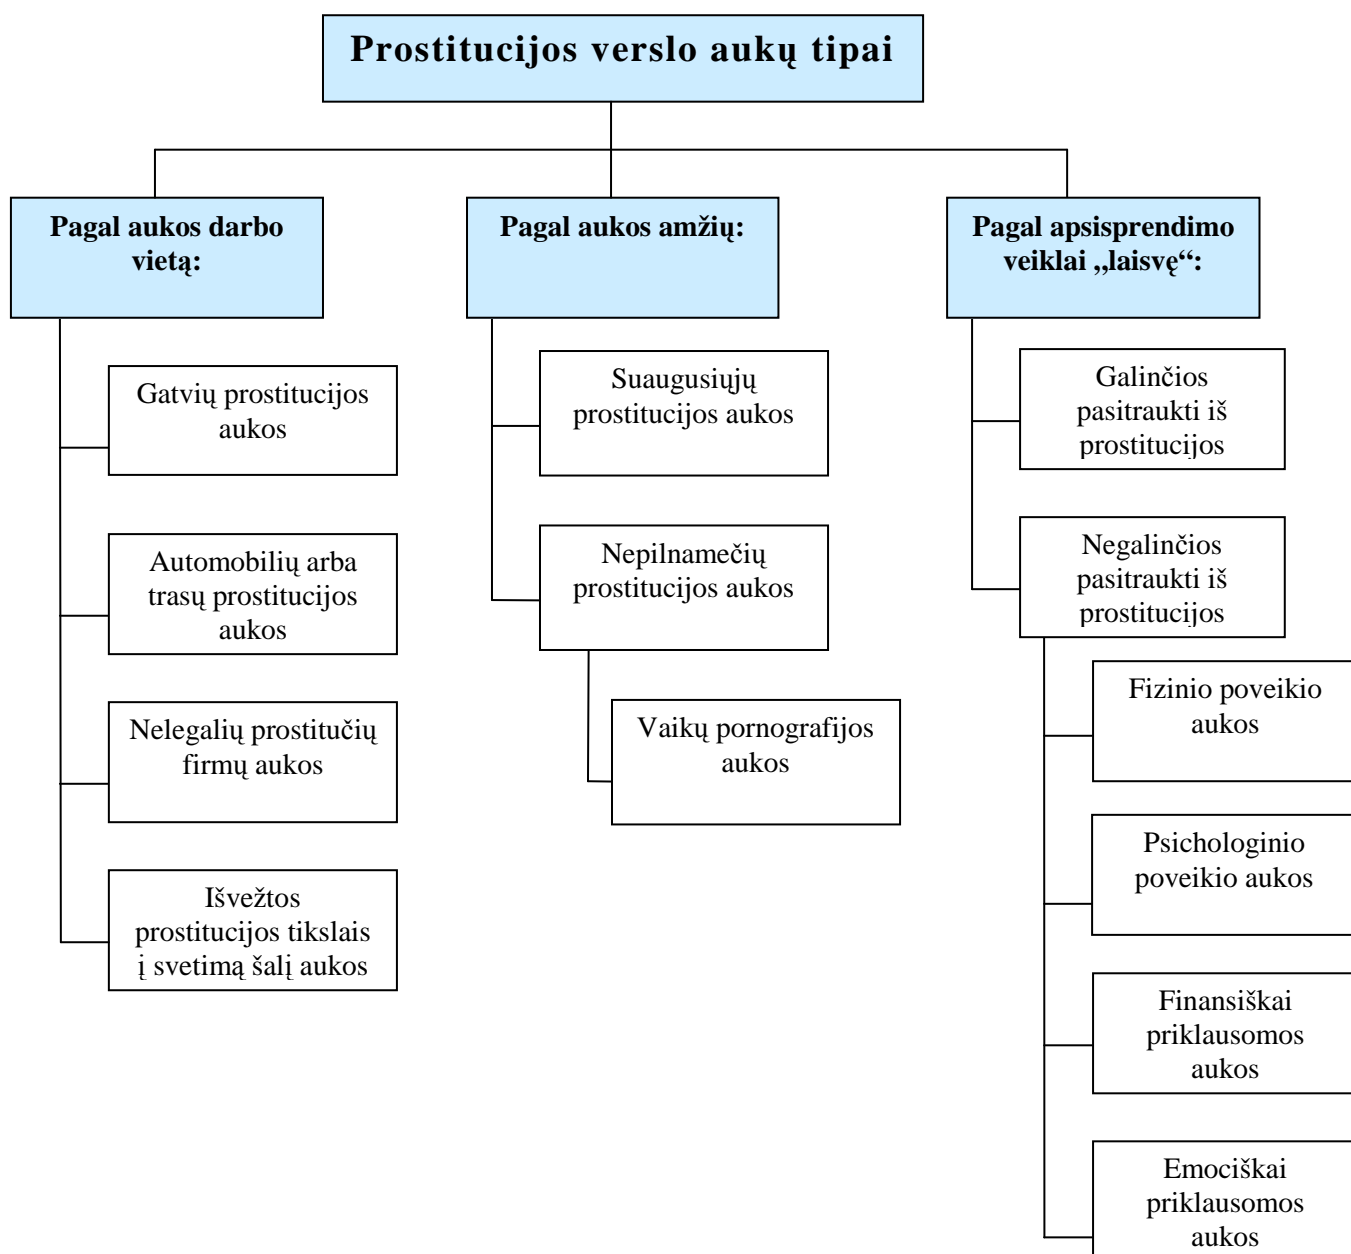 Prostitucijos verslo aukų tipai
Pagal aukos darbo
vietą:
Gatvių prostitucijos
aukos
Automobilių arba
trasų prostitucijos
aukos
Nelegalių prostitučių
firmų aukos
Išvežtos
prostitucijos tikslais
į svetimą šalį aukos
Pagal aukos amžių:
Suaugusiųjų
prostitucijos aukos
Nepilnamečių
prostitucijos aukos
Vaikų pornografijos
aukos
Pagal apsisprendimo
veiklai „laisvę“:
Galinčios
pasitraukti iš
prostitucijos
Negalinčios
pasitraukti iš
prostitucijos
Fizinio poveikio
aukos
Psichologinio
poveikio aukos
Finansiškai
priklausomos
aukos
Emociškai
priklausomos
aukos